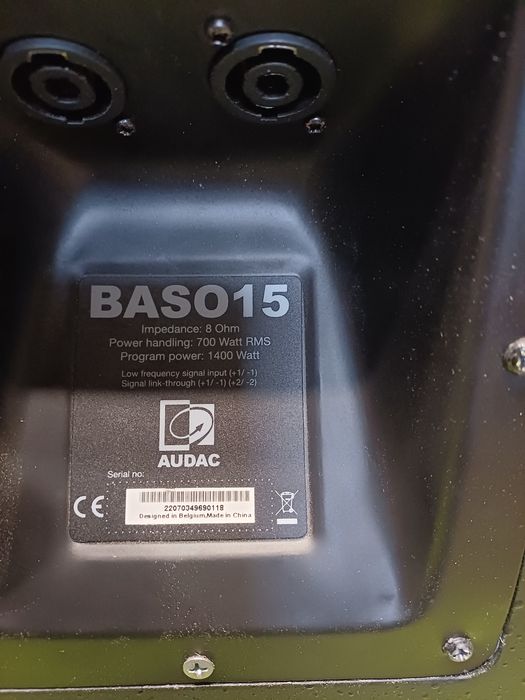 BASO15
Impedance: 8 Ohm
Power handling: 700 Watt RMS
Program power: 1400 Watt
Low frequency signal input (+1/ -1)
Signal link-through (+1/ -1) (+2/ -2)
AUDAC
Serial no:
CE
22070349690118
Designed in Belgium,Made in China